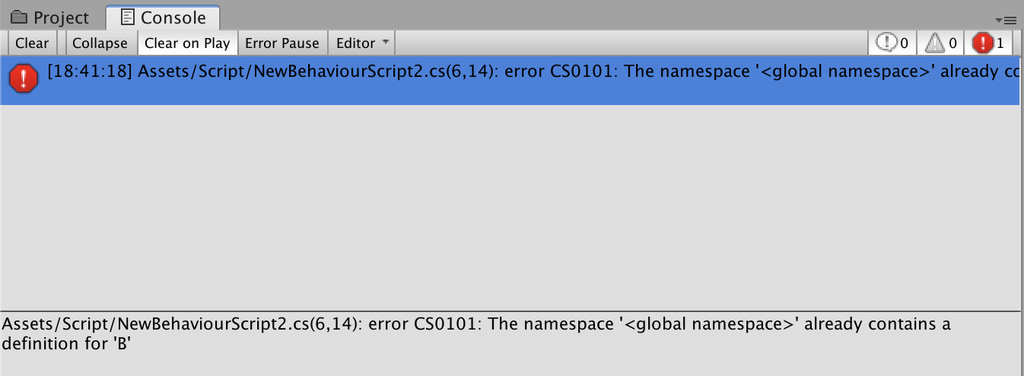 Project Console
Clear Collapse Clear on Play Error Pause Editor 0 0 1
[18:41:18] Assets/Script/NewBehaviourScript2.cs(6,14): error CS0101: The namespace '<global namespace>' already co
Assets/Script/NewBehaviourScript2.cs(6,14): error CS0101: The namespace '<global namespace>' already contains a
definition for 'B'